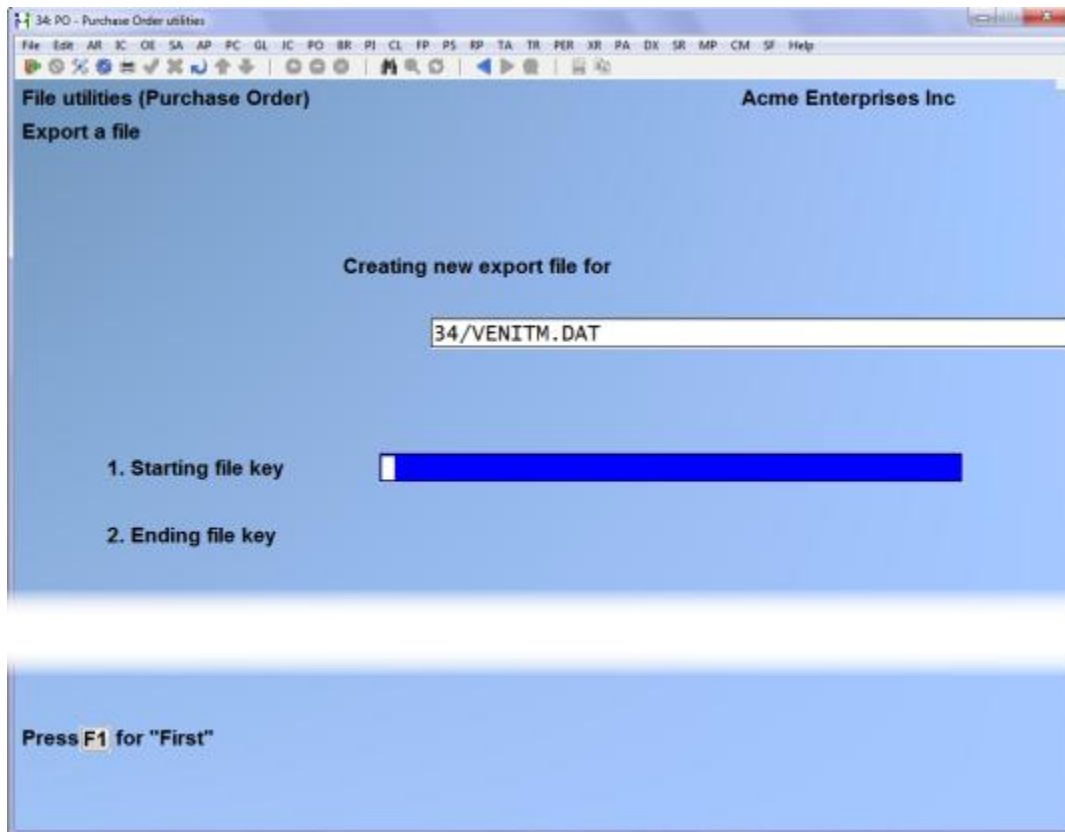 34: PO - Purchase Order utilities
File Edit AR IC OE SA AP PC GL IC PO BR PI CL FP PS RP TA TR PER XR PA DX SR MP CM SF Help
File utilities (Purchase Order) Acme Enterprises Inc
Export a file
Creating new export file for
34/VENITM.DAT
1. Starting file key
2. Ending file key
Press F1 for "First"